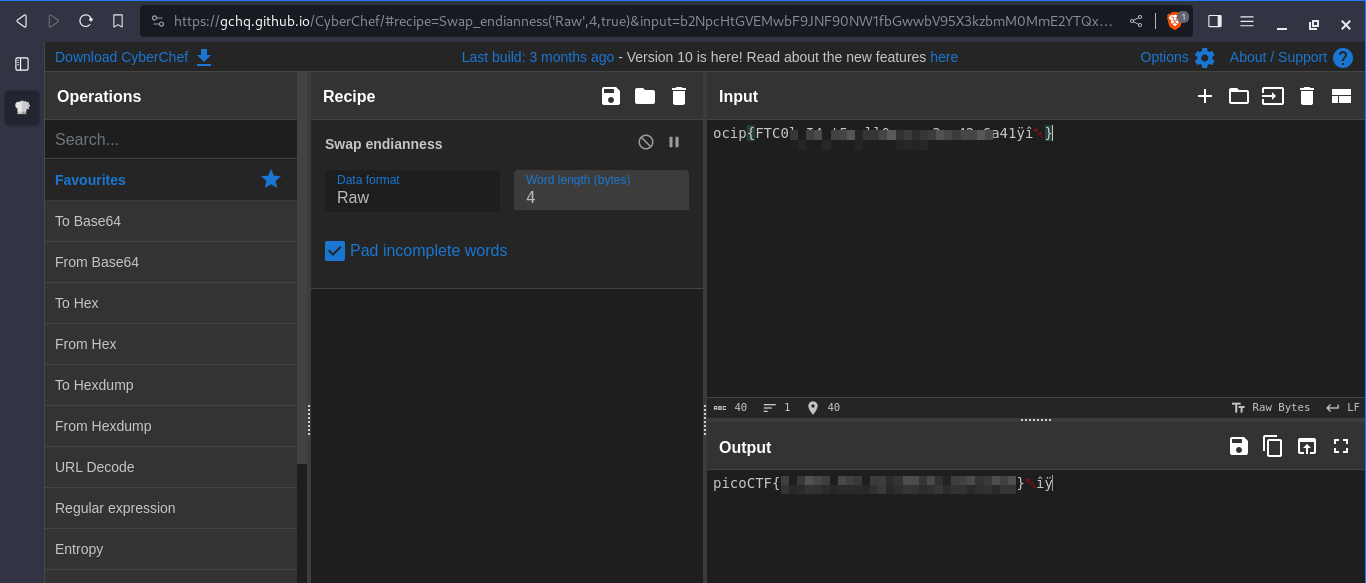 https://gchq.github.io/CyberChef/#recipe=Swap_endianness('Raw',4,true)&input=b2NpcHtGVEMwbF9JNF90NW1fbGwwbV95X3kzbmM0MmE2YTQx...
1
Download CyberChef
Last build: 3 months ago - Version 10 is here! Read about the new features here
Options
About / Support
Operations
Search...
Favourites
To Base64
From Base64
To Hex
From Hex
To Hexdump
From Hexdump
URL Decode
Regular expression
Entropy
Recipe
Swap endianness
Data format
Raw
Word length (bytes)
4
Pad incomplete words
Input
ocip{FTC0 a41ÿî }
ABC 40 1 40
Raw Bytes LF
Output
picoCTF{ } îÿ